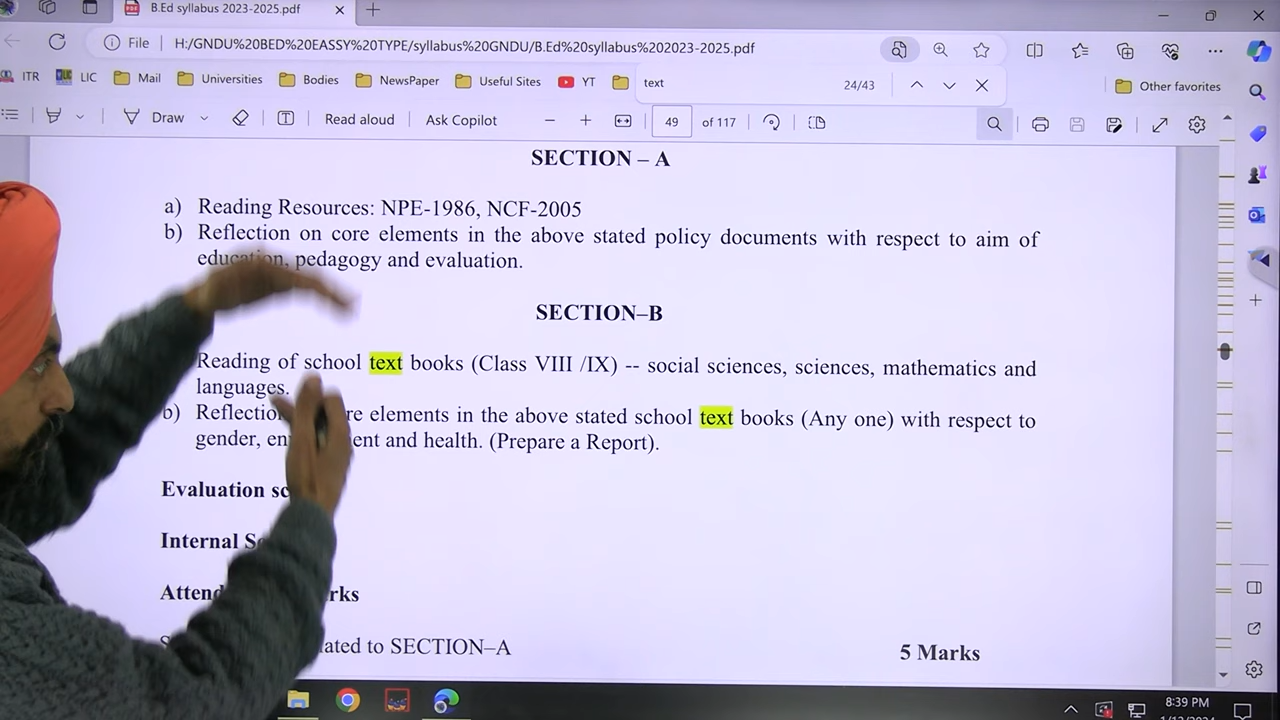 B.Ed syllabus 2023-2025.pdf
File H:/GNDU%20BED%20EASSY%20TYPE/syllabus%20GNDU/B.Ed%20syllabus%202023-2025.pdf
ITR LIC Mail Universities Bodies NewsPaper Useful Sites YT text 24/43 Other favorites
Draw Read aloud Ask Copilot 49 of 117
SECTION – A
a) Reading Resources: NPE-1986, NCF-2005
b) Reflection on core elements in the above stated policy documents with respect to aim of
education, pedagogy and evaluation.
SECTION–B
Reading of school text books (Class VIII /IX) -- social sciences, sciences, mathematics and
languages.
b) elements in the above stated school text books (Any one) with respect to
gender, and health. (Prepare a Report).
Evaluation
Internal
to SECTION–A 5 Marks
8:39 PM